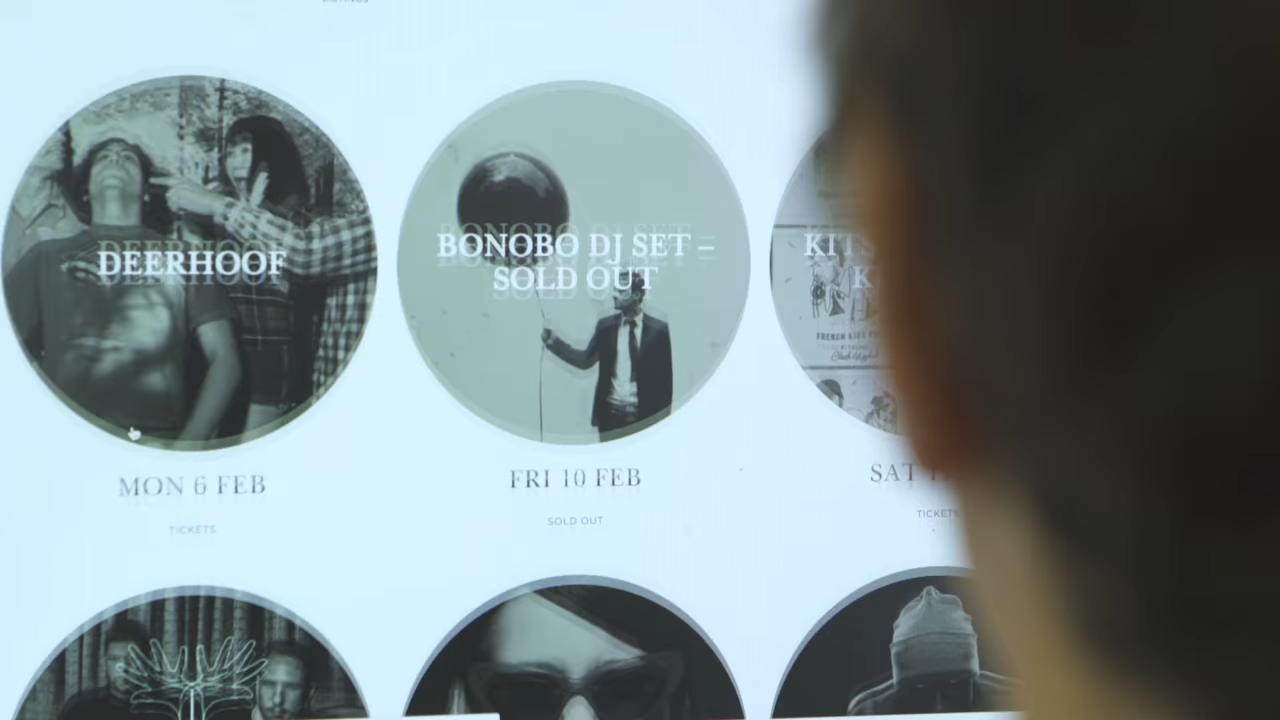 DEERHOOF
BONOBO DJ SET –
SOLD OUT
MON 6 FEB
FRI 10 FEB
SAT
TICKETS
SOLD OUT
TICKETS